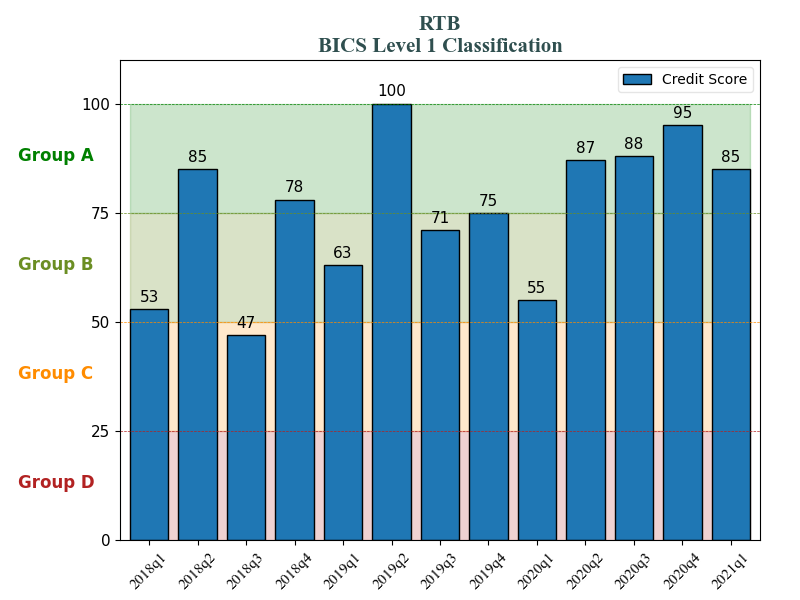 RTB
BICS Level 1 Classification
Credit Score
100
75
50
25
0
Group A
Group B
Group C
Group D
53
85
47
78
63
100
71
75
55
87
88
95
85
2018q1
2018q2
2018q3
2018q4
2019q1
2019q2
2019q3
2019q4
2020q1
2020q2
2020q3
2020q4
2021q1